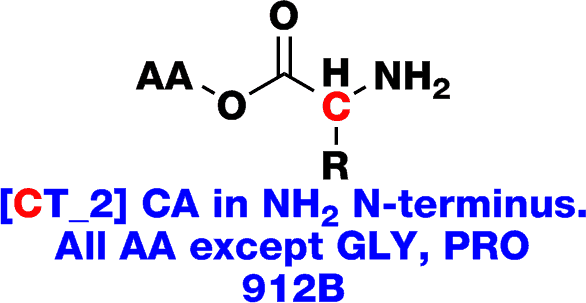 O
AA
O
H
C
NH2
R
[CT_2] CA in NH2 N-terminus.
All AA except GLY, PRO
912B